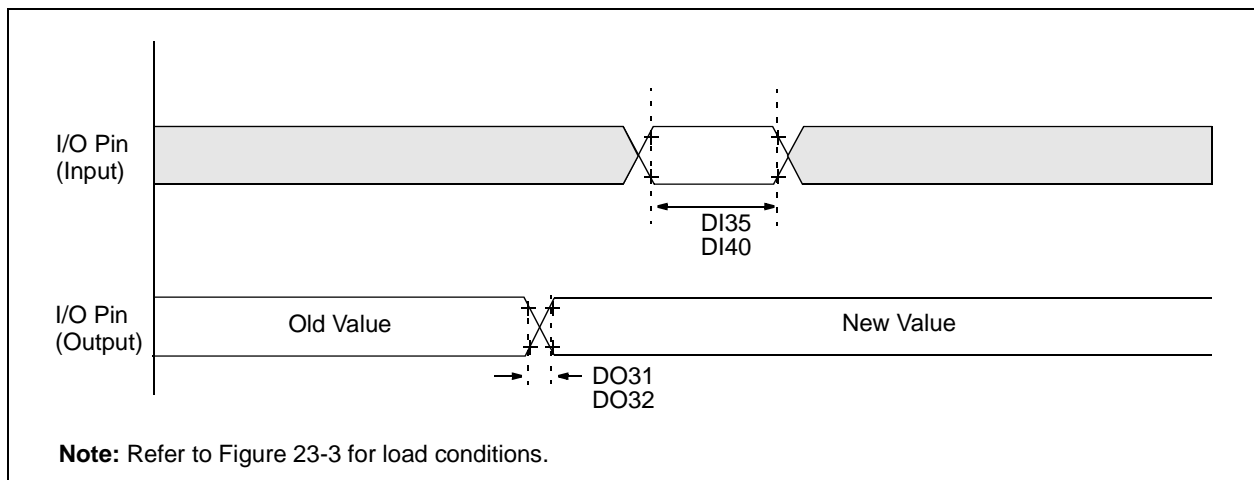 I/O Pin
(Input)
DI35
DI40
I/O Pin
(Output)
Old Value
New Value
DO31
DO32
Note: Refer to Figure 23-3 for load conditions.